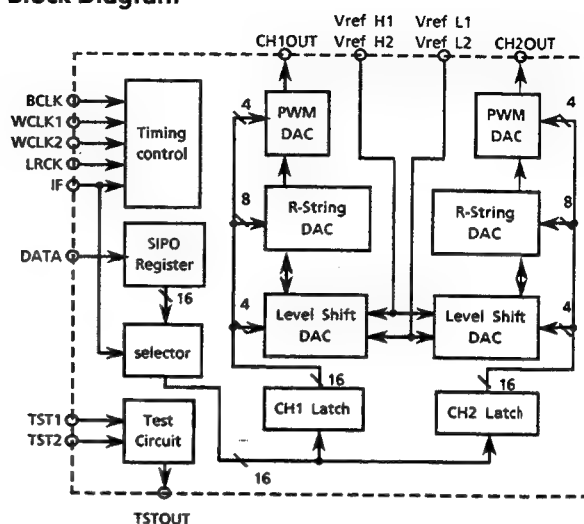 Block Diagram
Vref H1 Vref L1
CH1OUT Vref H2 Vref L2 CH2OUT
BCLK
WCLK1
WCLK2
LRCK
IF
Timing
control
4
PWM
DAC
PWM
DAC
4
8
R-String
DAC
R-String
DAC
8
DATA
SIPO
Register
16
4
Level Shift
DAC
Level Shift
DAC
4
selector
16
16
CH1 Latch
CH2 Latch
TST1
TST2
Test
Circuit
16
TSTOUT